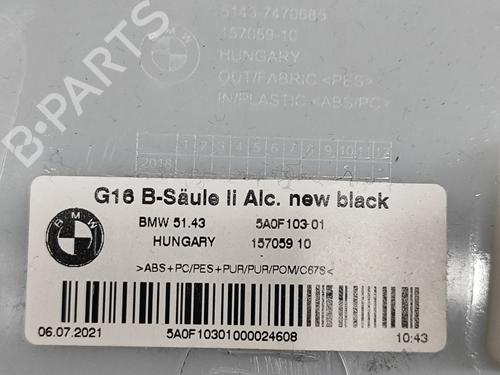 5143-7470685
157059-10
HUNGARY
OUT/FABRIC <PES>
IN/PLASTIC <ABS/PC>
1 2 3 4 5 6 7 8 9 10 11 12
2018
B-PARTS
G16 B-Säule li Alc. new black
BMW 51.43 5A0F103-01
HUNGARY 157059 10
>ABS+PC/PES+PUR/PUR/POM/C67S<
06.07.2021 5A0F10301000024608 10:43
BMW